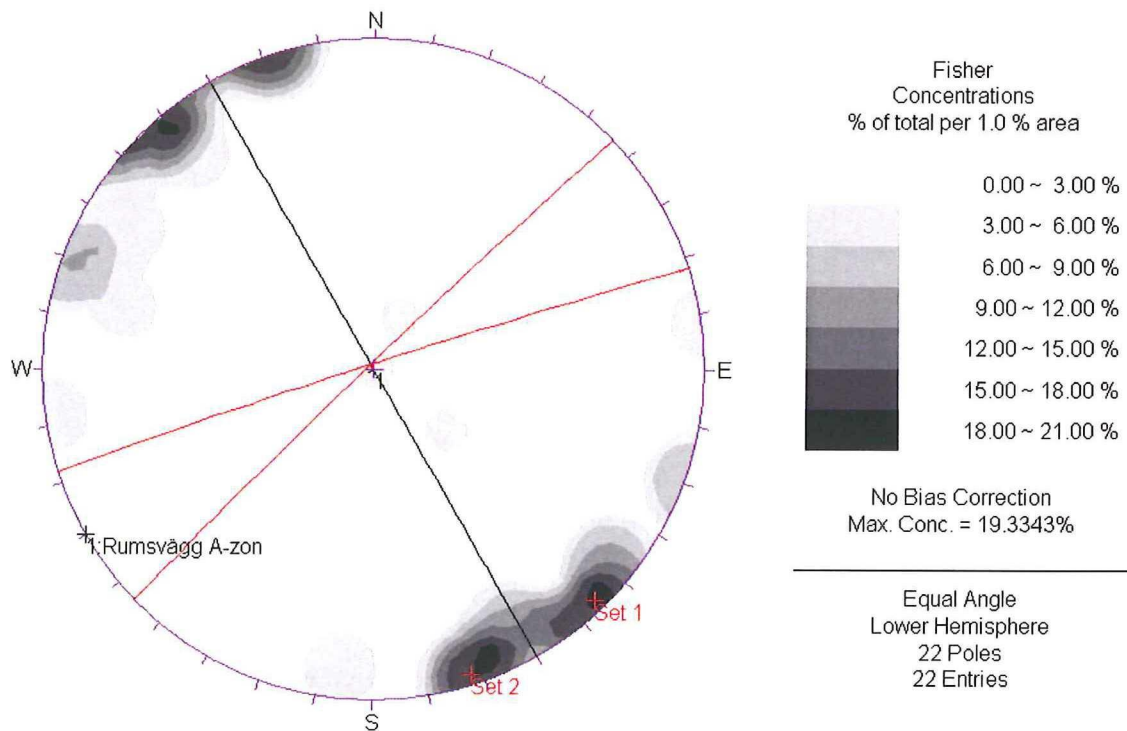 N
W
E
S
1
1:Rumsvägg A-zon
Set 1
Set 2
Fisher
Concentrations
% of total per 1.0 % area
0.00 ~ 3.00 %
3.00 ~ 6.00 %
6.00 ~ 9.00 %
9.00 ~ 12.00 %
12.00 ~ 15.00 %
15.00 ~ 18.00 %
18.00 ~ 21.00 %
No Bias Correction
Max. Conc. = 19.3343%
Equal Angle
Lower Hemisphere
22 Poles
22 Entries